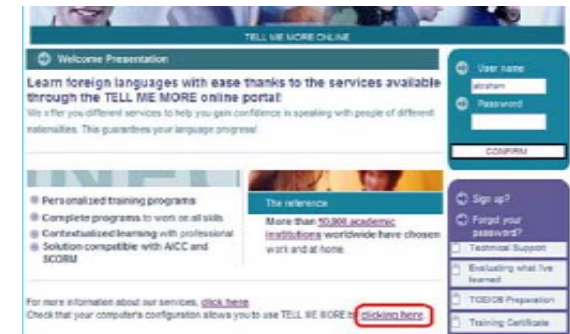 TELL ME MORE ONLINE
Welcome Presentation
Learn foreign languages with ease thanks to the services available
through the TELL ME MORE online
portal!
We offer you different services to help you gain confidence in speaking with people of different
nationalities. This guarantees your language progress!
User name
abraham
Password
CONFIRM
INFO
Personalized training programs
Complete programs to work on all skills
Contextualized learning with professional
Solution compatible with AICC and
SCORM
The reference
More than 50,000 academic
institutions worldwide have chosen
work and at home.
Sign up?
Forgot your
password?
Technical Support
Evaluating what I've
learned
TOEIC® Preparation
Training Certificate
For more information about our services, click here
Check that your computer's configuration allows you to use TELL ME MORE by clicking here.